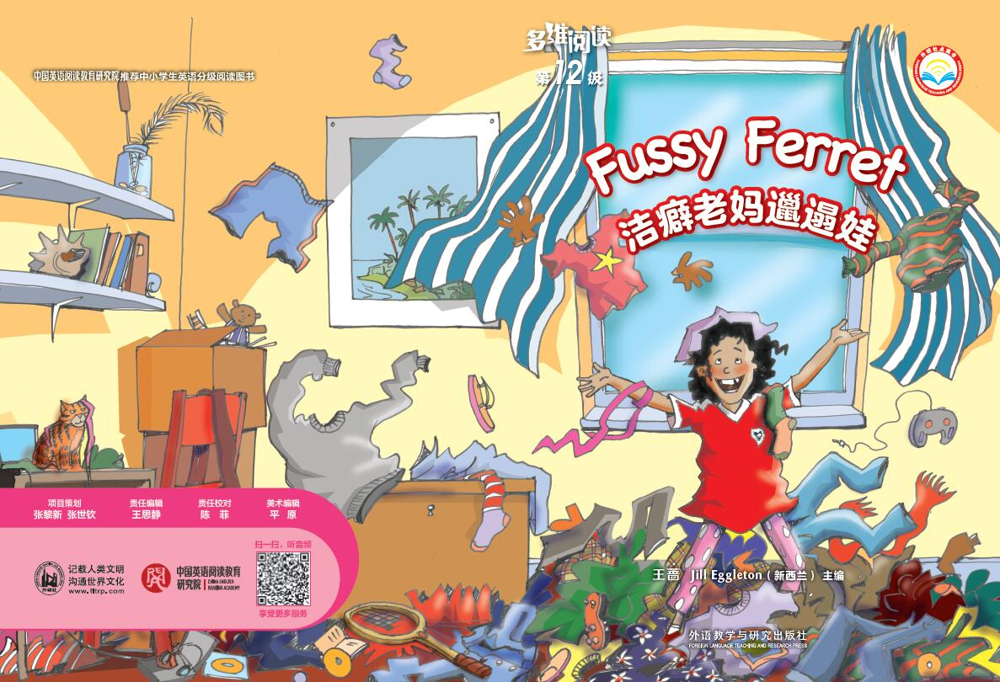 中国英语阅读教育研究院推荐中小学生英语分级阅读图书
多维阅读
第12级
Fussy Ferret
洁癖老妈邋遢娃
王蔷 Jill Eggleton（新西兰）主编
外语教学与研究出版社
FOREIGN LANGUAGE TEACHING AND RESEARCH PRESS
项目策划
张黎新 张世钦
责任编辑
王思静
责任校对
陈 菲
美术编辑
平 原
外研社
记载人类文明
沟通世界文化
www.fltrp.com
中国英语阅读教育
研究院
CHINA ENGLISH
READING ACADEMY
扫一扫，听音频
享受更多服务